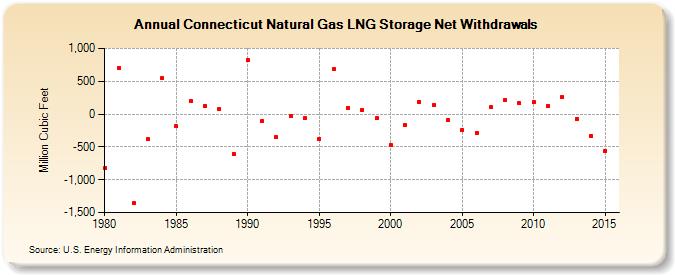 Annual Connecticut Natural Gas LNG Storage Net Withdrawals
Million Cubic Feet
1,000
500
0
-500
-1,000
-1,500
1980 1985 1990 1995 2000 2005 2010 2015
Source: U.S. Energy Information Administration